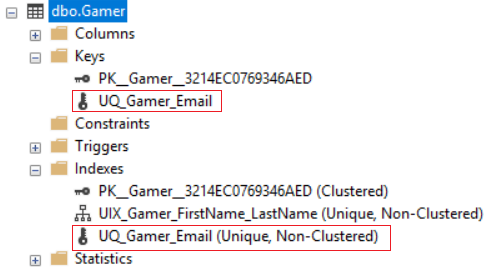 dbo.Gamer
Columns
Keys
PK__Gamer__3214EC0769346AED
UQ_Gamer_Email
Constraints
Triggers
Indexes
PK__Gamer__3214EC0769346AED (Clustered)
UIX_Gamer_FirstName_LastName (Unique, Non-Clustered)
UQ_Gamer_Email (Unique, Non-Clustered)
Statistics